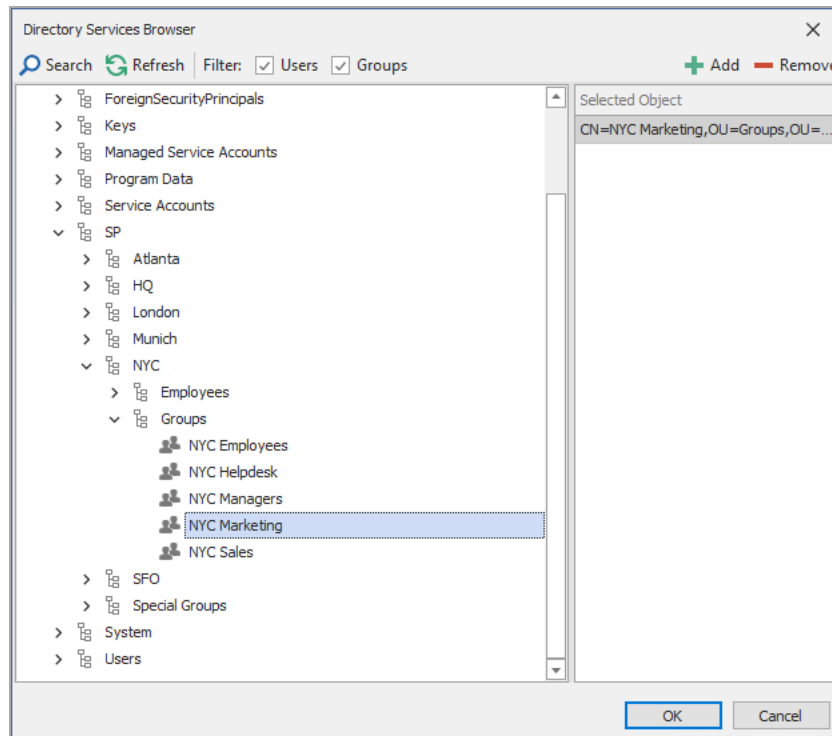 Directory Services Browser
Search Refresh Filter: Users Groups Add Remove
Selected Object
CN=NYC Marketing,OU=Groups,OU=...
ForeignSecurityPrincipals
Keys
Managed Service Accounts
Program Data
Service Accounts
SP
Atlanta
HQ
London
Munich
NYC
Employees
Groups
NYC Employees
NYC Helpdesk
NYC Managers
NYC Marketing
NYC Sales
SFO
Special Groups
System
Users
OK Cancel